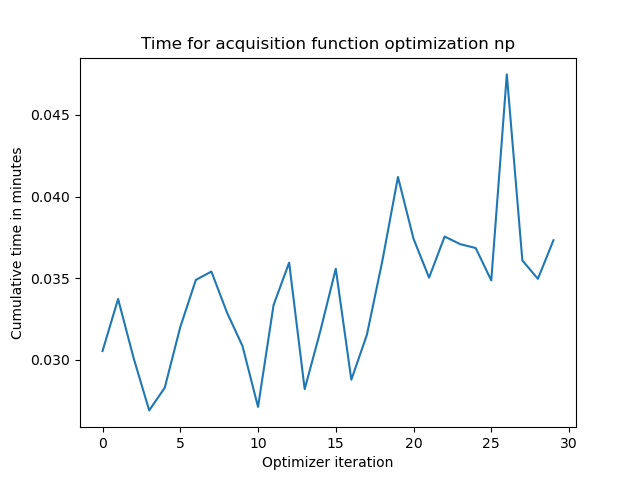 Time for acquisition function optimization np
Cumulative time in minutes
0.045
0.040
0.035
0.030
0 5 10 15 20 25 30
Optimizer iteration